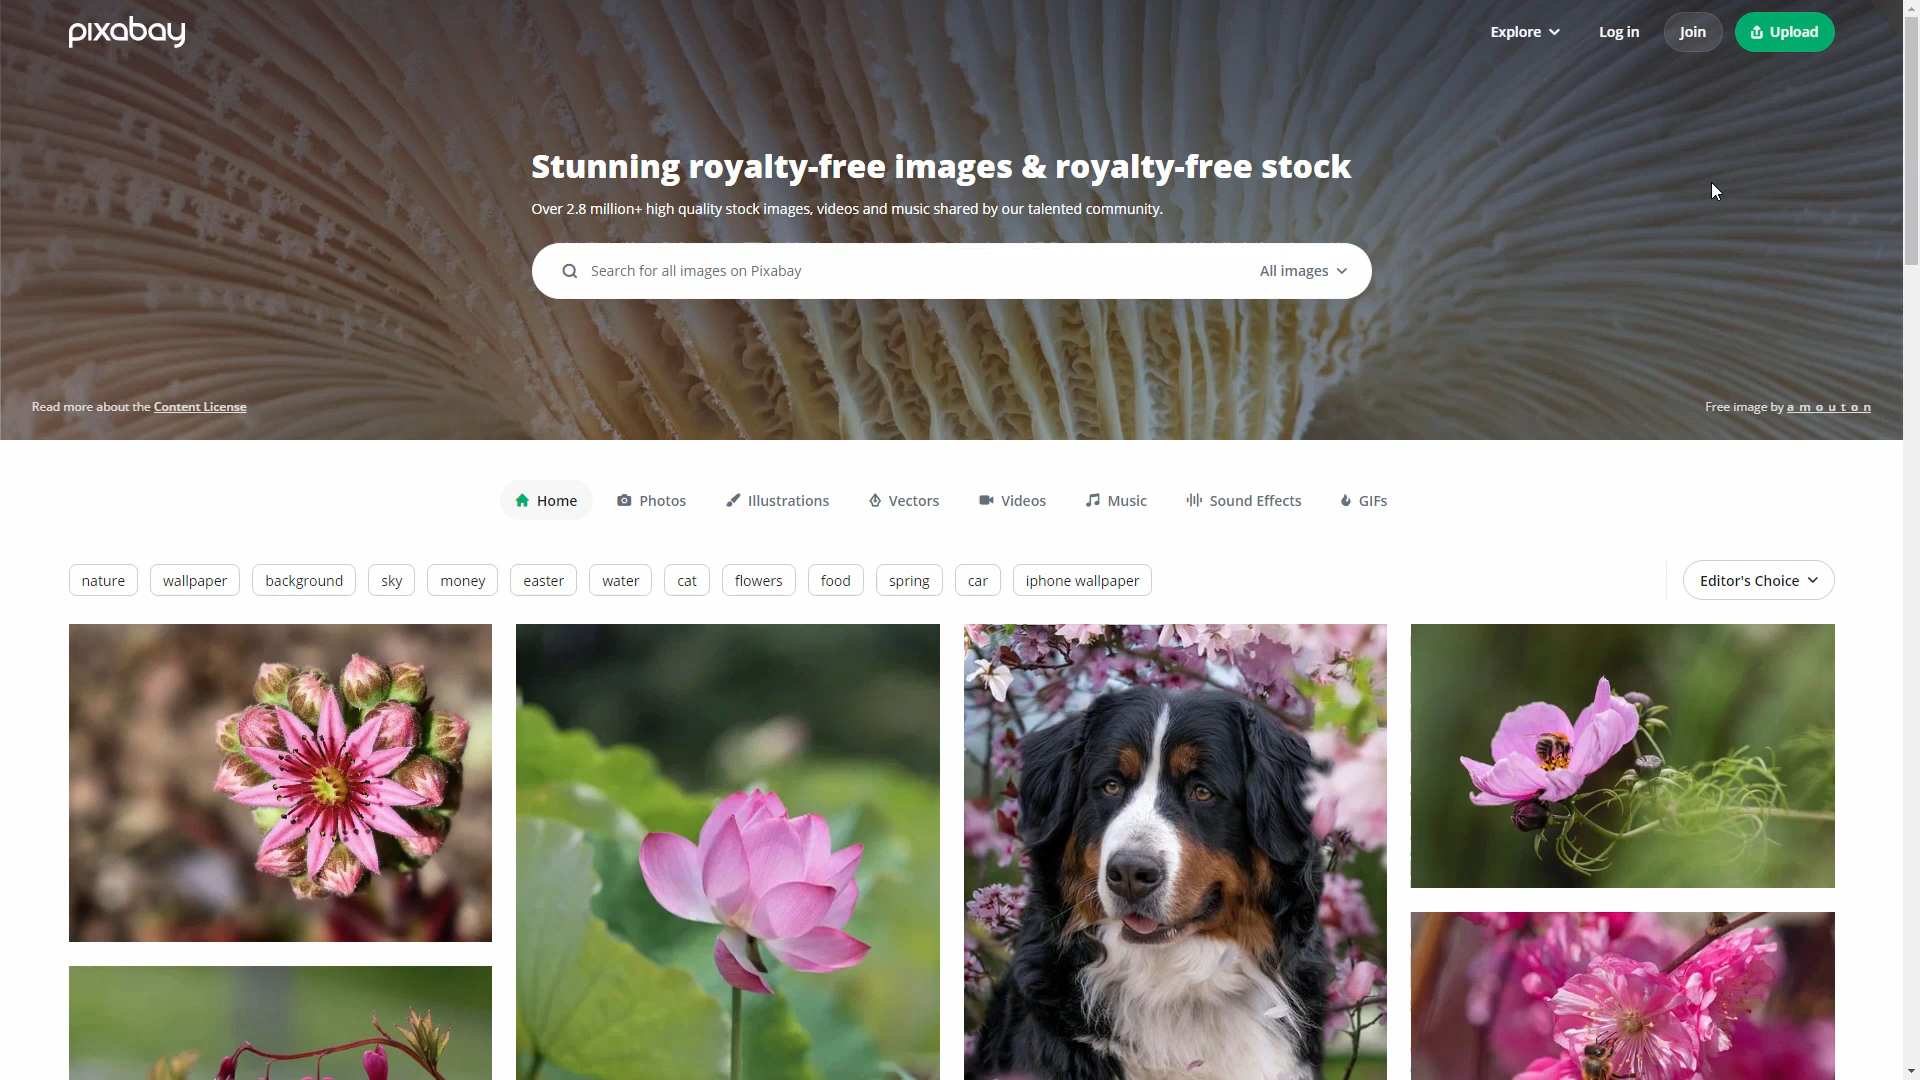 pixabay
Explore
Log in
Join
Upload
Stunning royalty-free images & royalty-free stock
Over 2.8 million+ high quality stock images, videos and music shared by our talented community.
Search for all images on Pixabay
All images
Read more about the Content License
Free image by a m o u t o n
Home
Photos
Illustrations
Vectors
Videos
Music
Sound Effects
GIFs
nature
wallpaper
background
sky
money
easter
water
cat
flowers
food
spring
car
iphone wallpaper
Editor's Choice